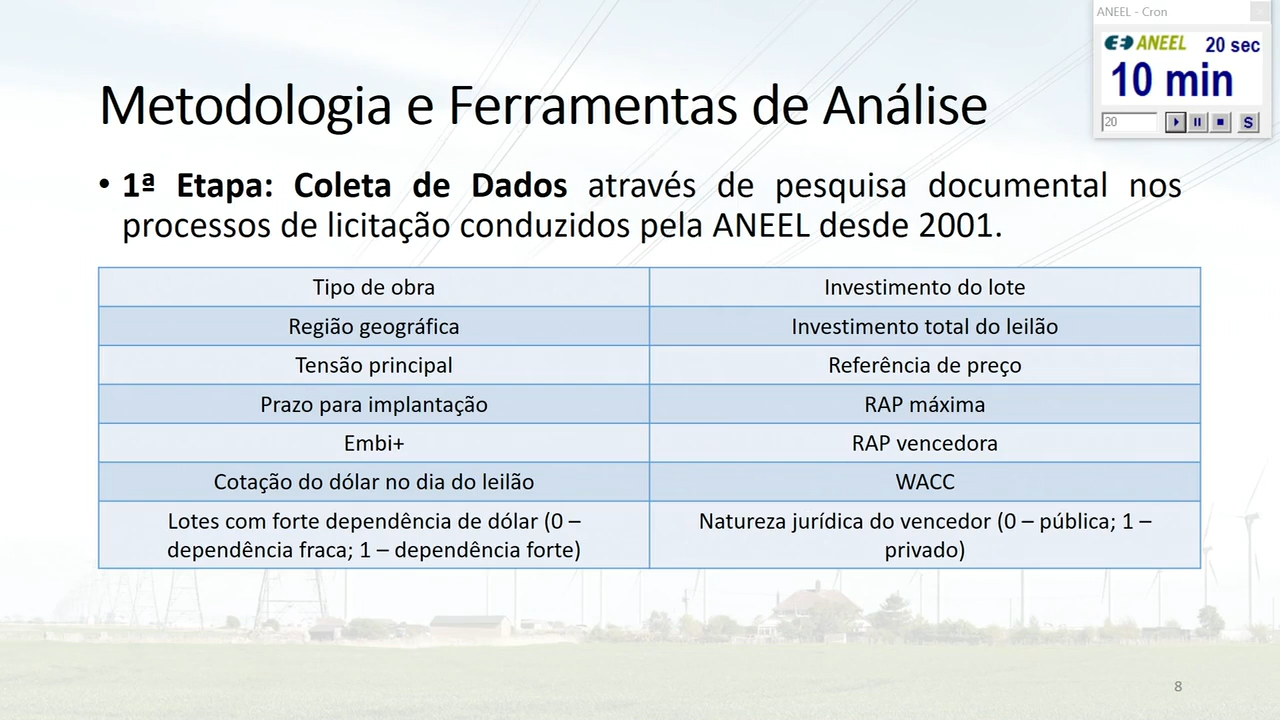 ANEEL - Cron
ANEEL 20 sec
10 min
20
S
Metodologia e Ferramentas de Análise
• 1ª Etapa: Coleta de Dados através de pesquisa documental nos
processos de licitação conduzidos pela ANEEL desde 2001.
Tipo de obra
Investimento do lote
Região geográfica
Investimento total do leilão
Tensão principal
Referência de preço
Prazo para implantação
RAP máxima
Embi+
RAP vencedora
Cotação do dólar no dia do leilão
WACC
Lotes com forte dependência de dólar (0 –
dependência fraca; 1 – dependência forte)
Natureza jurídica do vencedor (0 – pública; 1 –
privado)
8